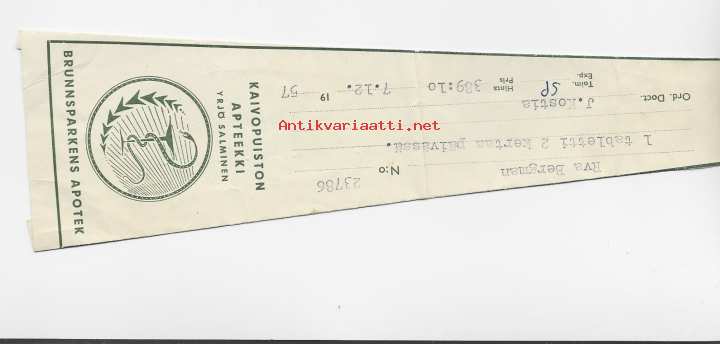 BRUNNSPARKENS APOTEK
KAIVOPUISTON
APTEEKKI
YRJÖ SALMINEN
N:o 23786
Rva Bergman
1 tabletti 2 kertaa päivässä.
Ord. Doct. J.Kostia
Toim. Exp. SP Hinta Pris 389:10 7.12. 19 57
Antikvariaatti.net